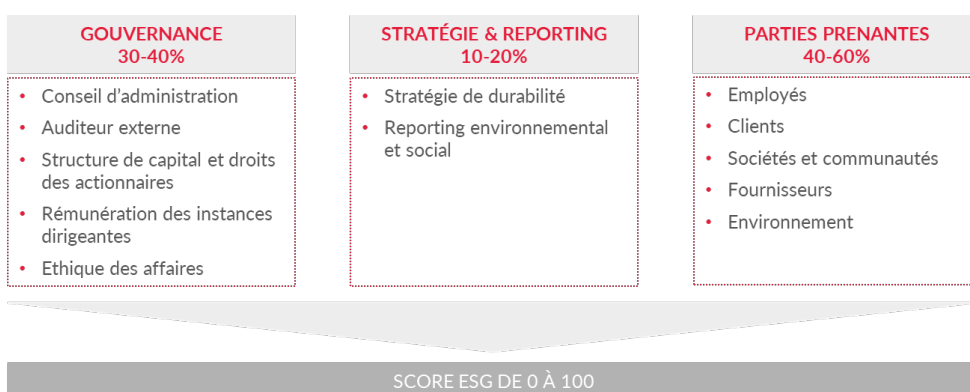 GOUVERNANCE
30-40%
• Conseil d'administration
• Auditeur externe
• Structure de capital et droits
des actionnaires
• Rémunération des instances
dirigeantes
• Ethique des affaires
STRATÉGIE & REPORTING
10-20%
• Stratégie de durabilité
• Reporting environnemental
et social
PARTIES PRENANTES
40-60%
• Employés
• Clients
• Sociétés et communautés
• Fournisseurs
• Environnement
SCORE ESG DE 0 À 100